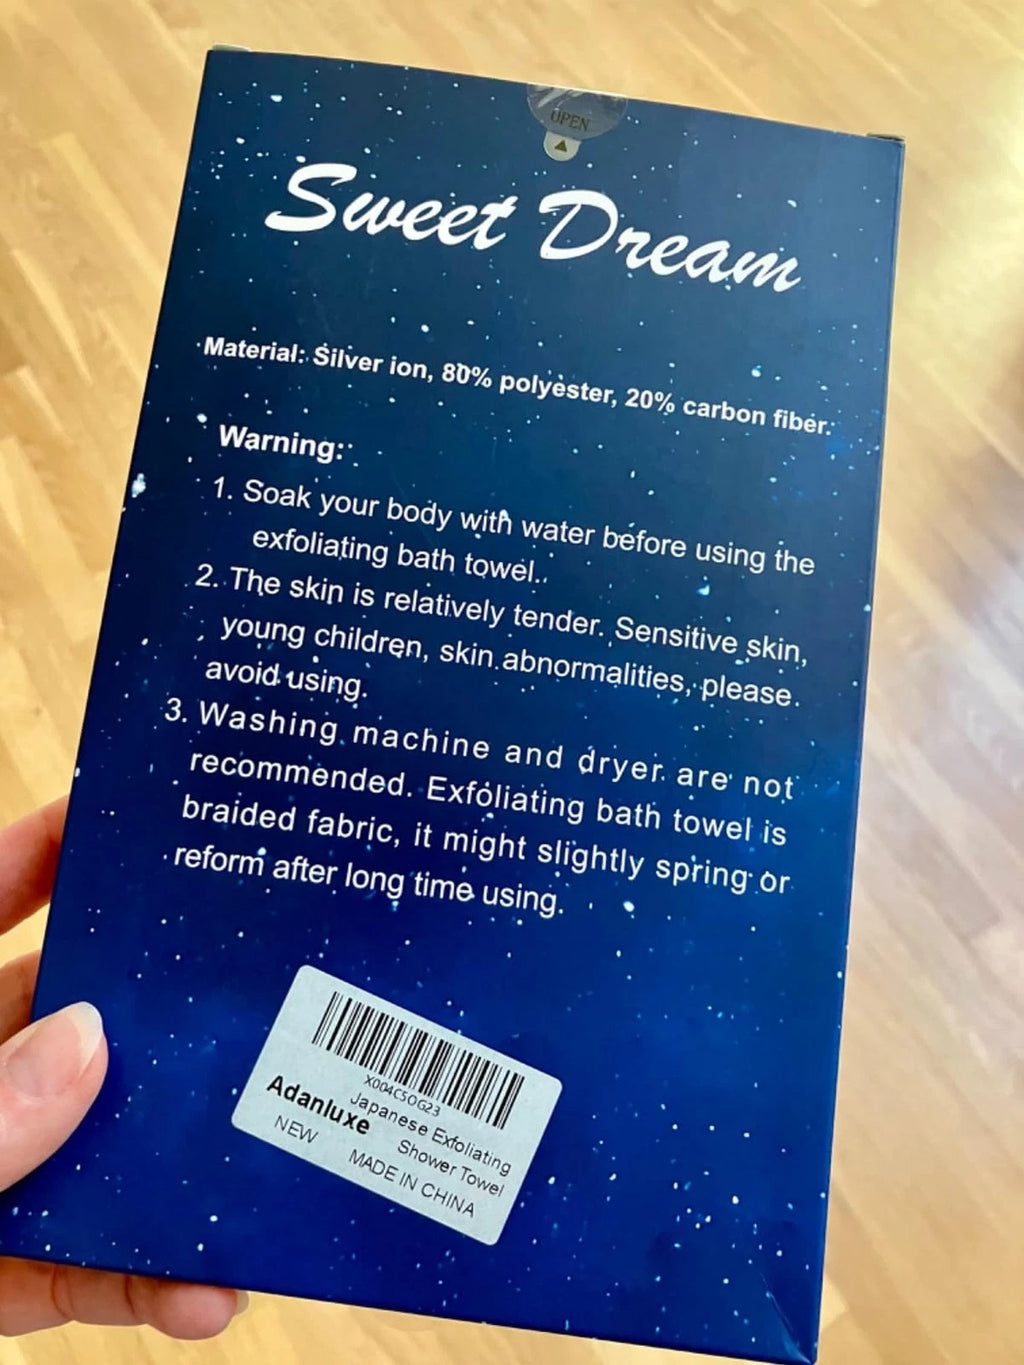 OPEN
Sweet Dream
Material: Silver ion, 80% polyester, 20% carbon fiber.
Warning:
1. Soak your body with water before using the
exfoliating bath towel.
2. The skin is relatively tender. Sensitive skin,
young children, skin abnormalities, please
avoid using.
3. Washing machine and dryer are not
recommended. Exfoliating bath towel is
braided fabric, it might slightly spring or
reform after long time using.
X004C5OG23
Japanese Exfoliating
Adanluxe Shower Towel
NEW
MADE IN CHINA